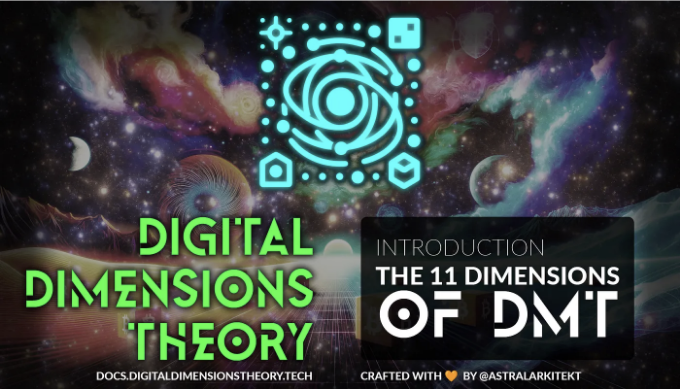 DIGITAL
DIMENSIONS
THEORY
DOCS.DIGITALDIMENSIONSTHEORY.TECH
INTRODUCTION
THE 11 DIMENSIONS
OF DMT
CRAFTED WITH 🧡 BY @ASTRALARKITEKT